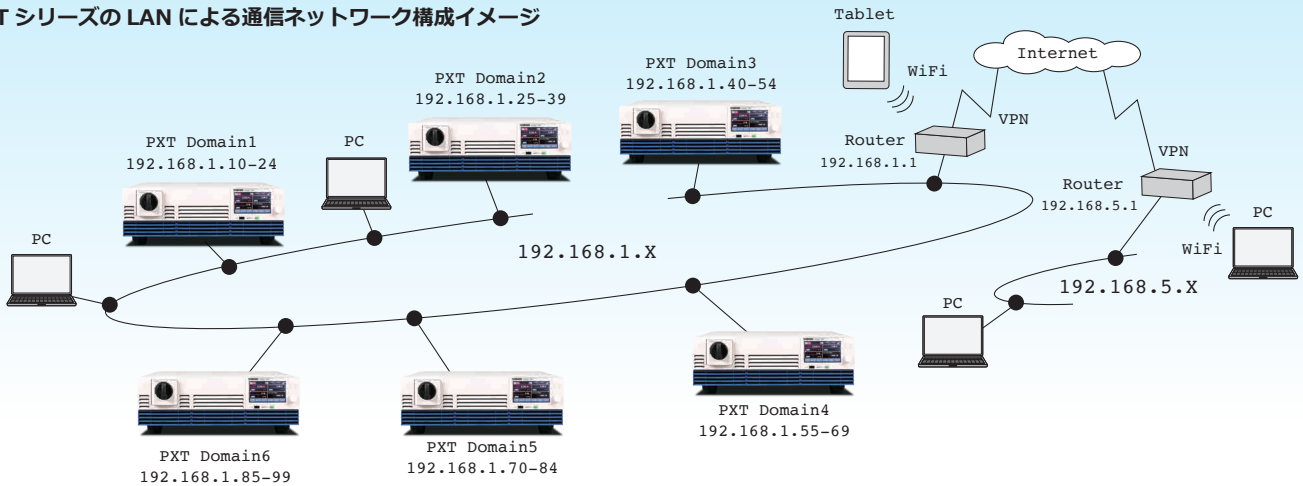 T シリーズの LAN による通信ネットワーク構成イメージ
Tablet
WiFi
Internet
VPN
Router
192.168.1.1
VPN
Router
192.168.5.1
PC
WiFi
PXT Domain3
192.168.1.40-54
PXT Domain2
192.168.1.25-39
PC
PXT Domain1
192.168.1.10-24
PC
192.168.1.X
192.168.5.X
PC
PXT Domain4
192.168.1.55-69
PXT Domain5
192.168.1.70-84
PXT Domain6
192.168.1.85-99